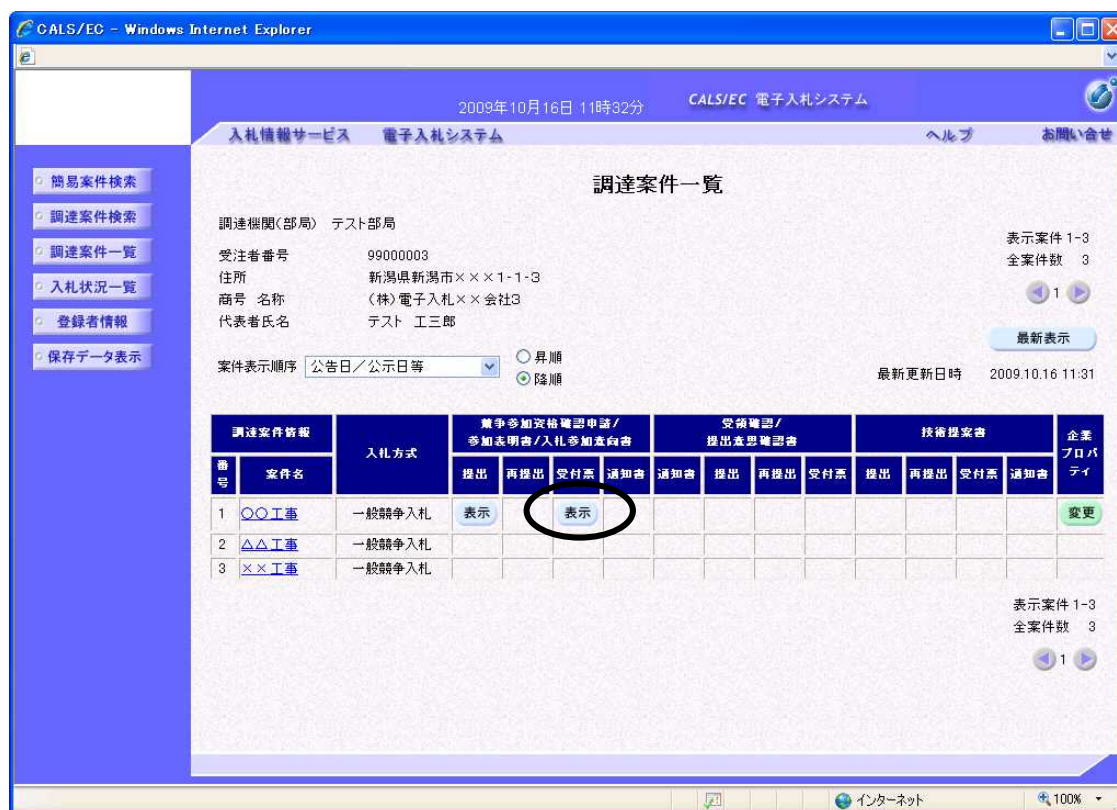 CALS/EC - Windows Internet Explorer
2009年10月16日 11時32分 CALS/EC 電子入札システム
入札情報サービス 電子入札システム ヘルプ お問い合せ
簡易案件検索
調達案件検索
調達案件一覧
入札状況一覧
登録者情報
保存データ表示
調達案件一覧
調達機関(部局) テスト部局
受注者番号 99000003
住所 新潟県新潟市×××1-1-3
商号 名称 (株)電子入札××会社3
代表者氏名 テスト 工三郎
表示案件 1-3
全案件数 3
1
最新表示
案件表示順序 公告日/公示日等 昇順
降順
最新更新日時 2009.10.16 11:31
調達案件情報 入札方式 競争参加資格確認申請/参加表明書/入札参加意向書 受領確認/提出意思確認書 技術提案書 企業プロパティ
番号 案件名 提出 再提出 受付票 通知書 通知書 提出 再提出 受付票 提出 再提出 受付票 通知書
1 〇〇工事 一般競争入札 表示 表示 変更
2 △△工事 一般競争入札
3 ××工事 一般競争入札
表示案件 1-3
全案件数 3
1
インターネット 100%